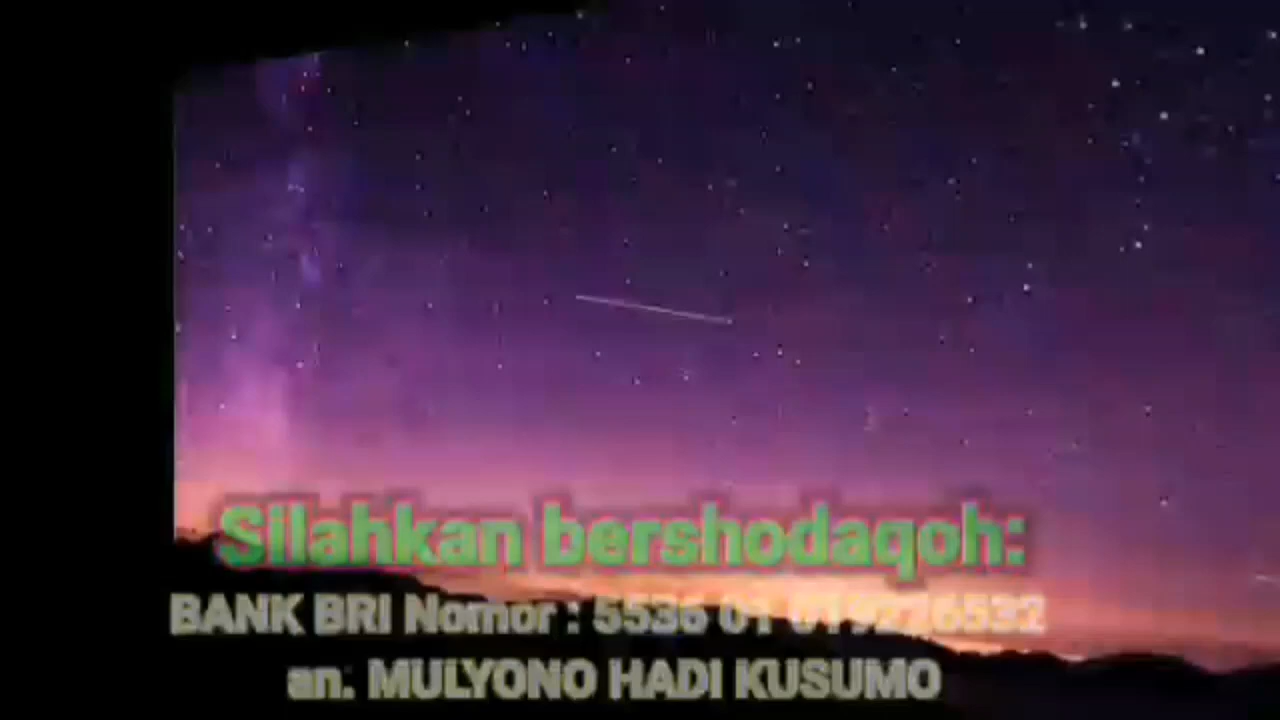 Silahkan bershodaqoh:
BANK BRI Nomor : 5536 01
an. MULYONO HADI KUSUMO